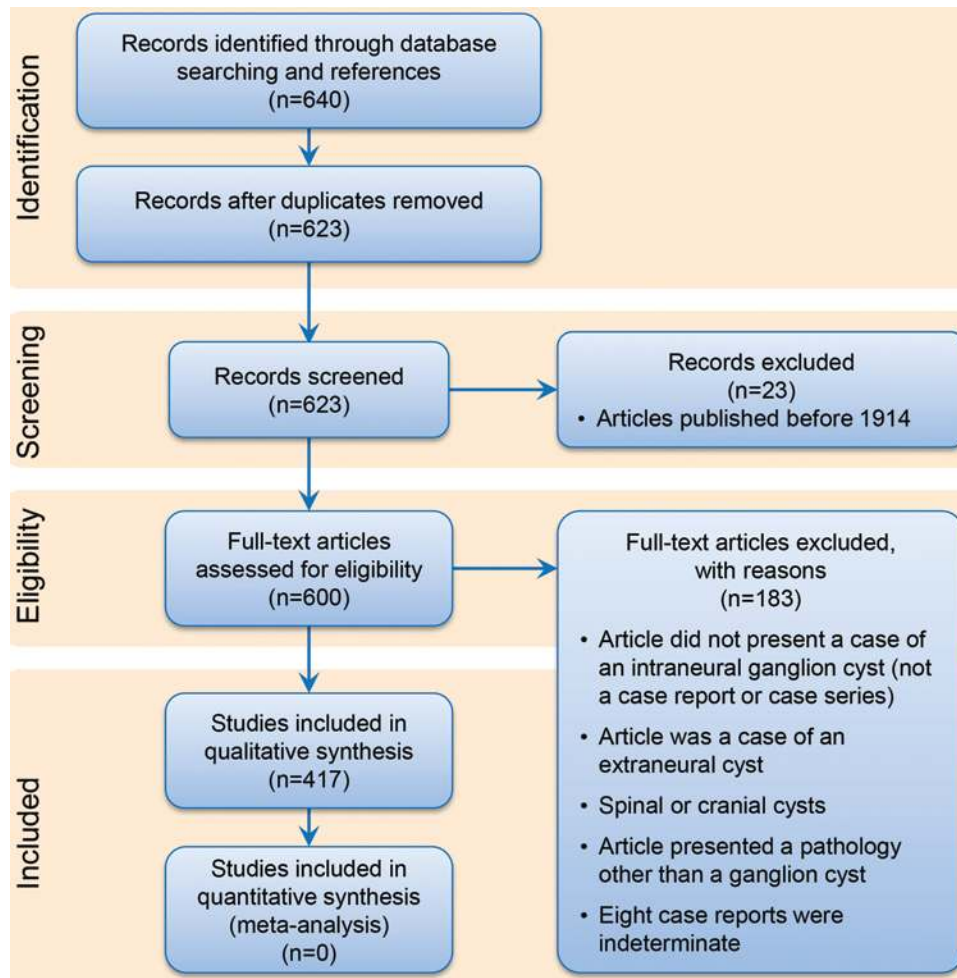 Identification
Records identified through database
searching and references
(n=640)
Records after duplicates removed
(n=623)
Screening
Records screened
(n=623)
Records excluded
(n=23)
• Articles published before 1914
Eligibility
Full-text articles
assessed for eligibility
(n=600)
Full-text articles excluded,
with reasons
(n=183)
• Article did not present a case of
an intraneural ganglion cyst (not
a case report or case series)
• Article was a case of an
extraneural cyst
• Spinal or cranial cysts
• Article presented a pathology
other than a ganglion cyst
• Eight case reports were
indeterminate
Included
Studies included in
qualitative synthesis
(n=417)
Studies included in
quantitative synthesis
(meta-analysis)
(n=0)